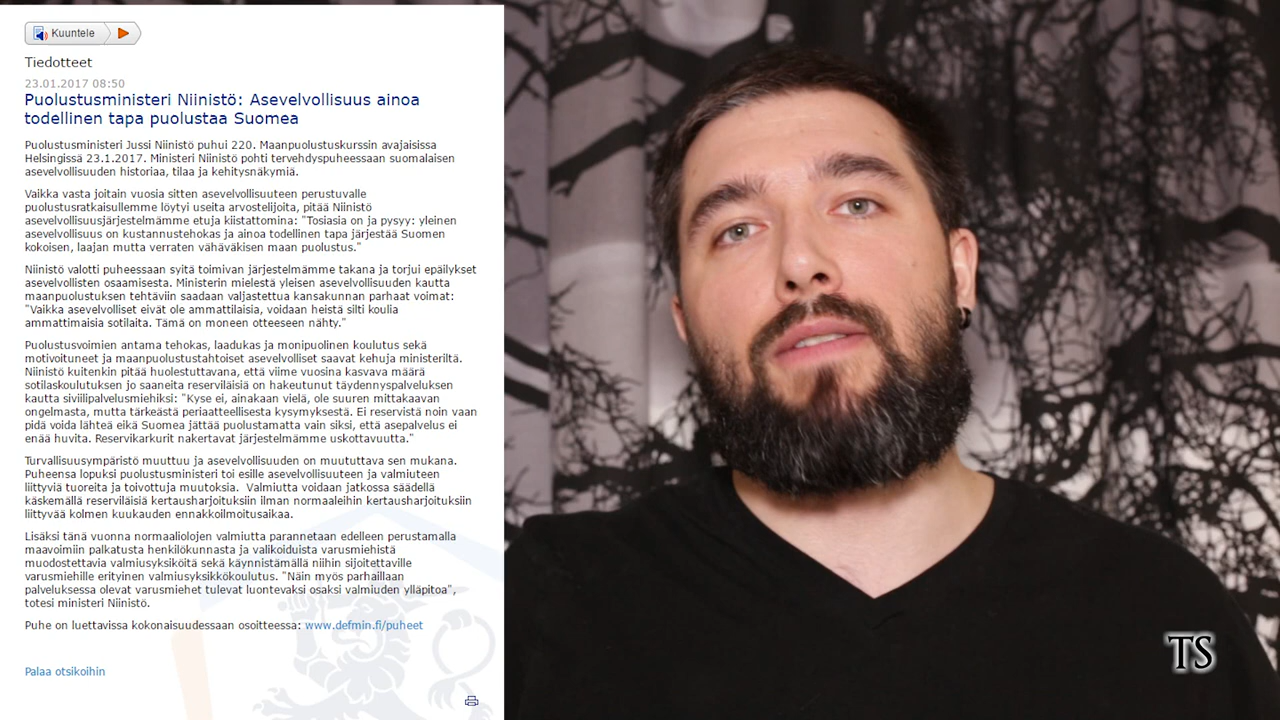 Kuuntele
Tiedotteet
23.01.2017 08:50
Puolustusministeri Niinistö: Asevelvollisuus ainoa
todellinen tapa puolustaa Suomea
Puolustusministeri Jussi Niinistö puhui 220. Maanpuolustuskurssin avajaisissa
Helsingissä 23.1.2017. Ministeri Niinistö pohti tervehdyspuheessaan suomalaisen
asevelvollisuuden historiaa, tilaa ja kehitysnäkymiä.
Vaikka vasta joitain vuosia sitten asevelvollisuuteen perustuvalle
puolustusratkaisullemme löytyi useita arvostelijoita, pitää Niinistö
asevelvollisuusjärjestelmämme etuja kiistattomina: "Tosiasia on ja pysyy: yleinen
asevelvollisuus on kustannustehokas ja ainoa todellinen tapa järjestää Suomen
kokoisen, laajan mutta verraten vähäväkisen maan puolustus."
Niinistö valotti puheessaan syitä toimivan järjestelmämme takana ja torjui epäilykset
asevelvollisten osaamisesta. Ministerin mielestä yleisen asevelvollisuuden kautta
maanpuolustuksen tehtäviin saadaan valjastettua kansakunnan parhaat voimat:
"Vaikka asevelvolliset eivät ole ammattilaisia, voidaan heistä silti koulia
ammattimaisia sotilaita. Tämä on moneen otteeseen nähty."
Puolustusvoimien antama tehokas, laadukas ja monipuolinen koulutus sekä
motivoituneet ja maanpuolustustahtoiset asevelvolliset saavat kehuja ministeriltä.
Niinistö kuitenkin pitää huolestuttavana, että viime vuosina kasvava määrä
sotilaskoulutuksen jo saaneita reserviläisiä on hakeutunut täydennyspalveluksen
kautta siviilipalvelusmiehiksi: "Kyse ei, ainakaan vielä, ole suuren mittakaavan
ongelmasta, mutta tärkeästä periaatteellisesta kysymyksestä. Ei reservistä noin vaan
pidä voida lähteä eikä Suomea jättää puolustamatta vain siksi, että asepalvelus ei
enää huvita. Reservikarkurit nakertavat järjestelmämme uskottavuutta."
Turvallisuusympäristö muuttuu ja asevelvollisuuden on muututtava sen mukana.
Puheensa lopuksi puolustusministeri toi esille asevelvollisuuteen ja valmiuteen
liittyviä tuoreita ja toivottuja muutoksia. Valmiutta voidaan jatkossa säädellä
käskemällä reserviläisiä kertausharjoituksiin ilman normaaleihin kertausharjoituksiin
liittyvää kolmen kuukauden ennakkoilmoitusaikaa.
Lisäksi tänä vuonna normaaliolojen valmiutta parannetaan edelleen perustamalla
maavoimiin palkatusta henkilökunnasta ja valikoiduista varusmiehistä
muodostettavia valmiusyksiköitä sekä käynnistämällä niihin sijoitettaville
varusmiehille erityinen valmiusyksikkökoulutus. "Näin myös parhaillaan
palveluksessa olevat varusmiehet tulevat luontevaksi osaksi valmiuden ylläpitoa",
totesi ministeri Niinistö.
Puhe on luettavissa kokonaisuudessaan osoitteessa: www.defmin.fi/puheet
Palaa otsikoihin
TS